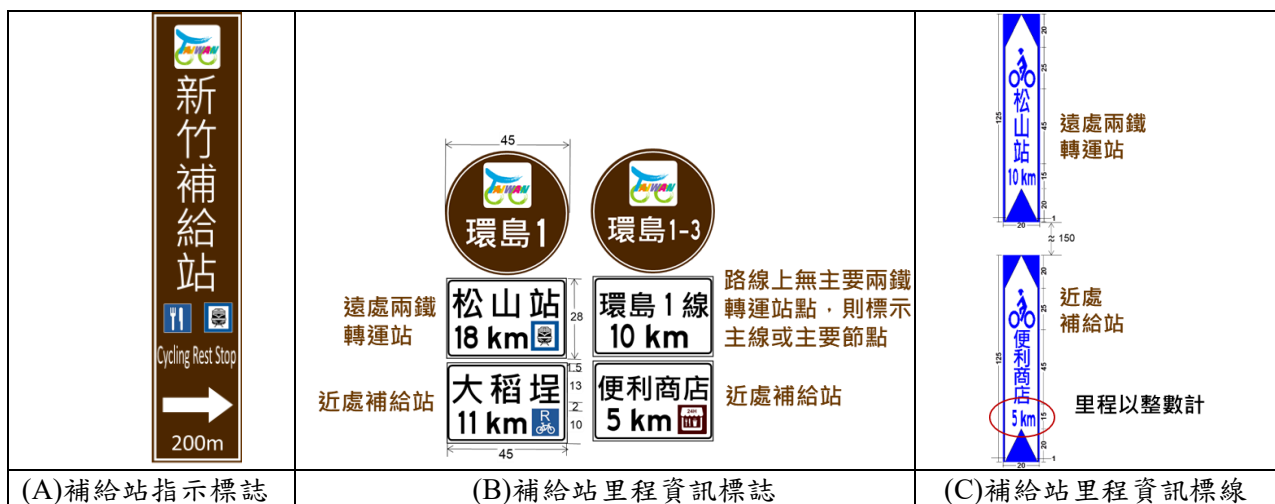 TAIWAN
新竹補給站
Cycling Rest Stop
200m
(A)補給站指示標誌
45
TAIWAN
環島1
遠處兩鐵
轉運站
松山站
18 km
28
近處補給站
大稻埕
11 km
R
1.5
13
2
10
45
TAIWAN
環島1-3
環島1線
10 km
路線上無主要兩鐵
轉運站點,則標示
主線或主要節點
便利商店
5 km
24H
近處補給站
(B)補給站里程資訊標誌
松山站
10 km
125
20
25
45
15
20
1
20
遠處兩鐵
轉運站
≈ 150
便利商店
5 km
125
20
25
45
15
20
1
20
近處
補給站
里程以整數計
(C)補給站里程資訊標線